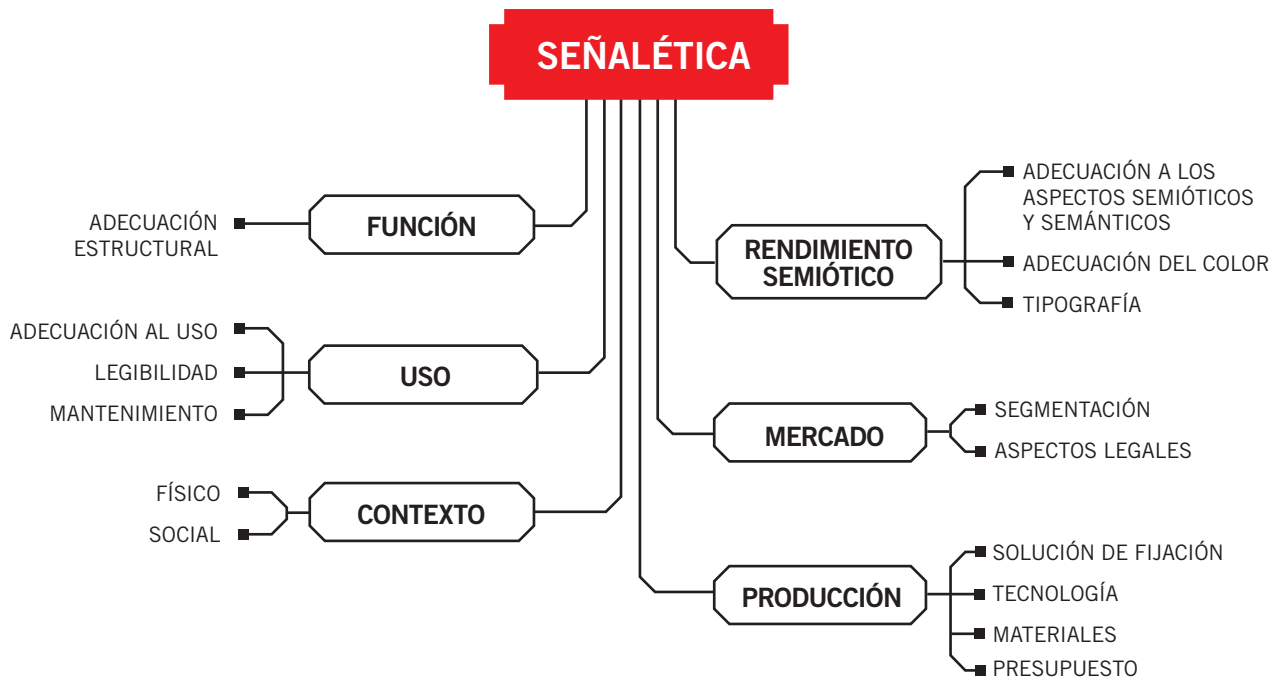 SEÑALÉTICA
FUNCIÓN
ADECUACIÓN
ESTRUCTURAL
USO
ADECUACIÓN AL USO
LEGIBILIDAD
MANTENIMIENTO
CONTEXTO
FÍSICO
SOCIAL
RENDIMIENTO
SEMIÓTICO
ADECUACIÓN A LOS
ASPECTOS SEMIÓTICOS
Y SEMÁNTICOS
ADECUACIÓN DEL COLOR
TIPOGRAFÍA
MERCADO
SEGMENTACIÓN
ASPECTOS LEGALES
PRODUCCIÓN
SOLUCIÓN DE FIJACIÓN
TECNOLOGÍA
MATERIALES
PRESUPUESTO